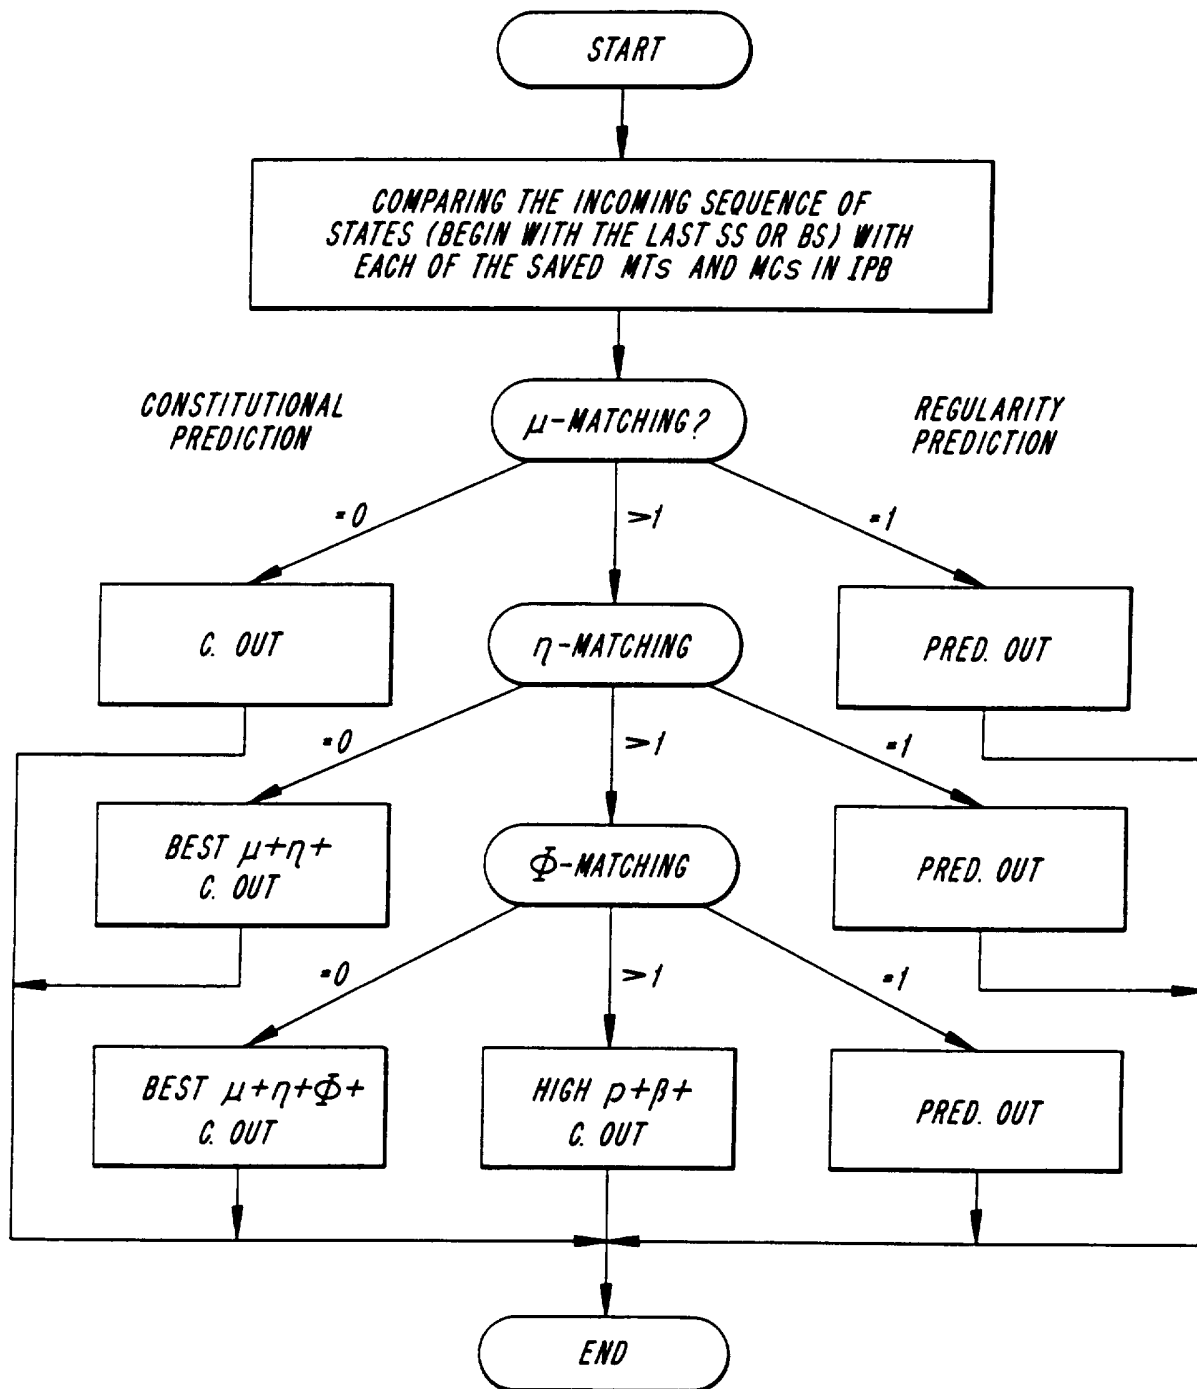 START
COMPARING THE INCOMING SEQUENCE OF
STATES (BEGIN WITH THE LAST SS OR BS) WITH
EACH OF THE SAVED MTs AND MCs IN IPB
CONSTITUTIONAL
PREDICTION
μ-MATCHING?
REGULARITY
PREDICTION
=0
>1
=1
C. OUT
η-MATCHING
PRED. OUT
=0
>1
=1
BEST μ+η+
C. OUT
Φ-MATCHING
PRED. OUT
=0
>1
=1
BEST μ+η+Φ+
C. OUT
HIGH p+β+
C. OUT
PRED. OUT
END